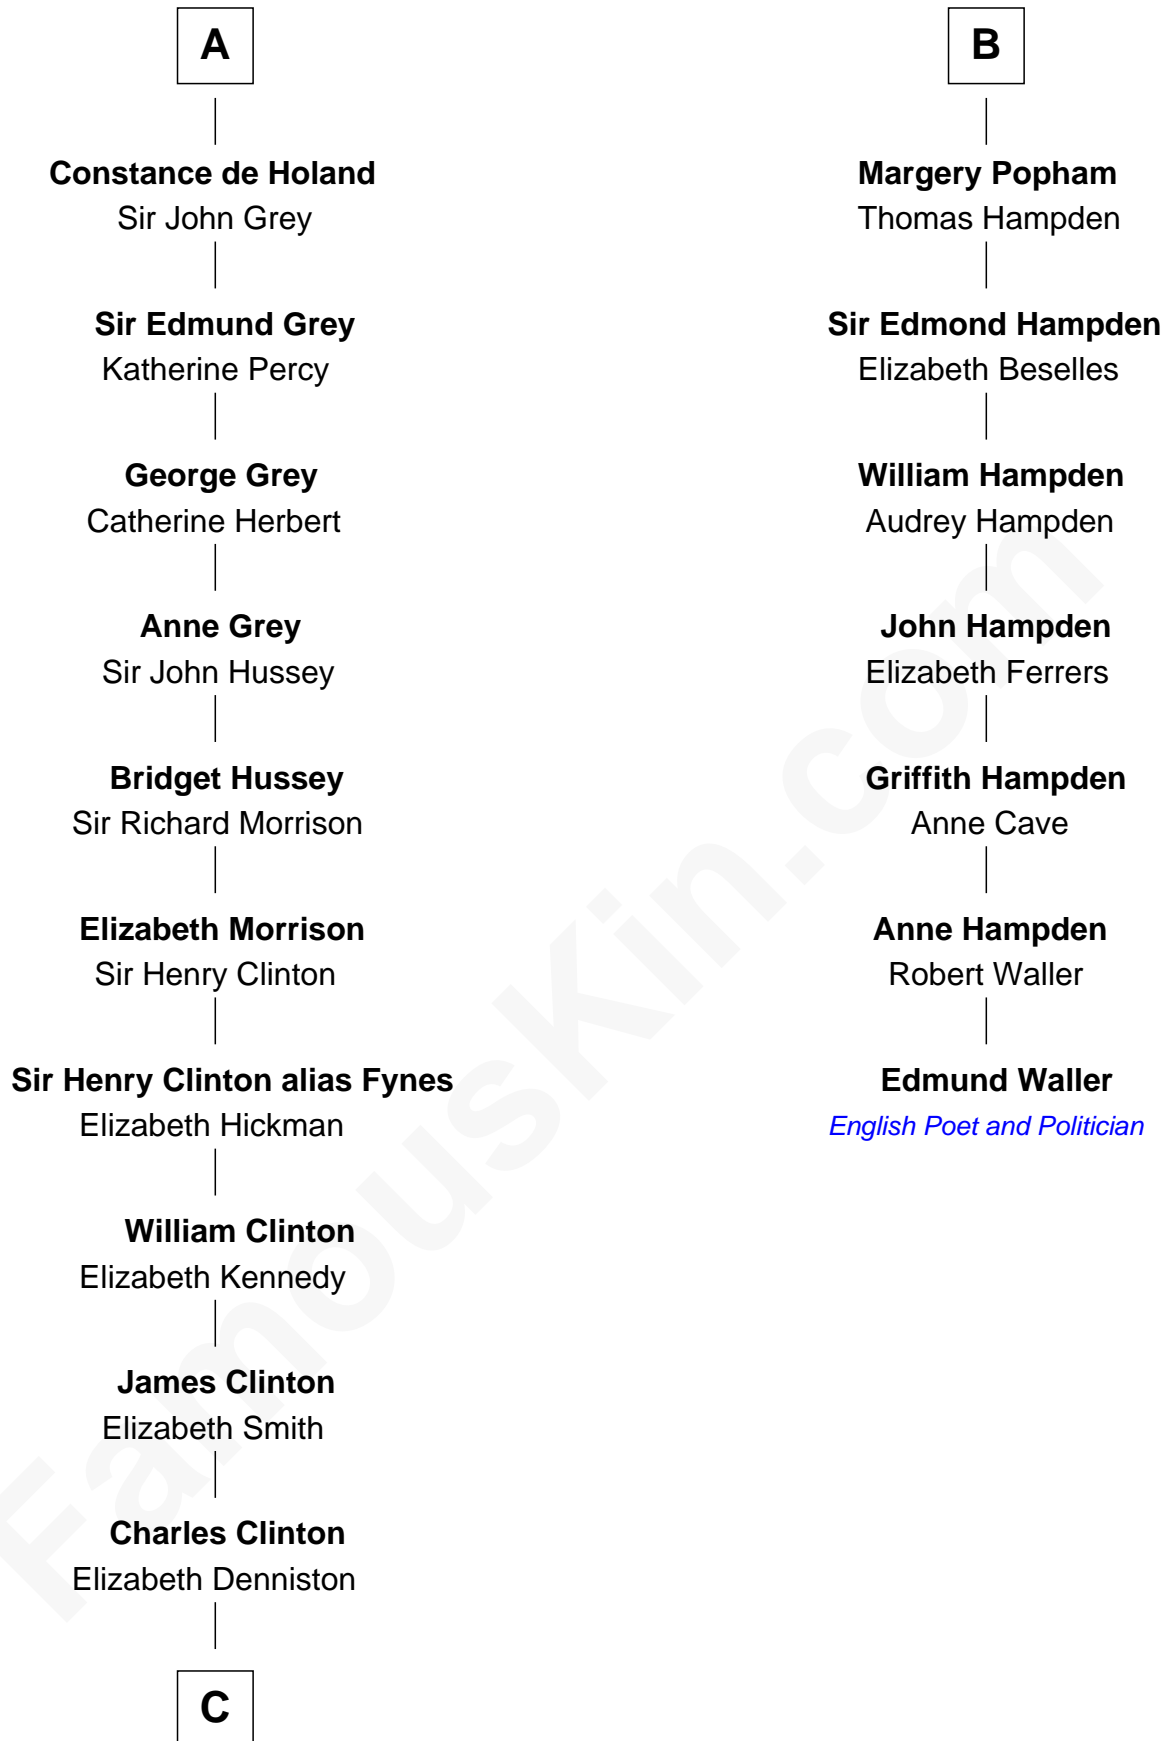 A
Constance de Holand
Sir John Grey
Sir Edmund Grey
Katherine Percy
George Grey
Catherine Herbert
Anne Grey
Sir John Hussey
Bridget Hussey
Sir Richard Morrison
Elizabeth Morrison
Sir Henry Clinton
Sir Henry Clinton alias Fynes
Elizabeth Hickman
William Clinton
Elizabeth Kennedy
James Clinton
Elizabeth Smith
Charles Clinton
Elizabeth Denniston
C
B
Margery Popham
Thomas Hampden
Sir Edmond Hampden
Elizabeth Beselles
William Hampden
Audrey Hampden
John Hampden
Elizabeth Ferrers
Griffith Hampden
Anne Cave
Anne Hampden
Robert Waller
Edmund Waller
English Poet and Politician
FamousKin.com